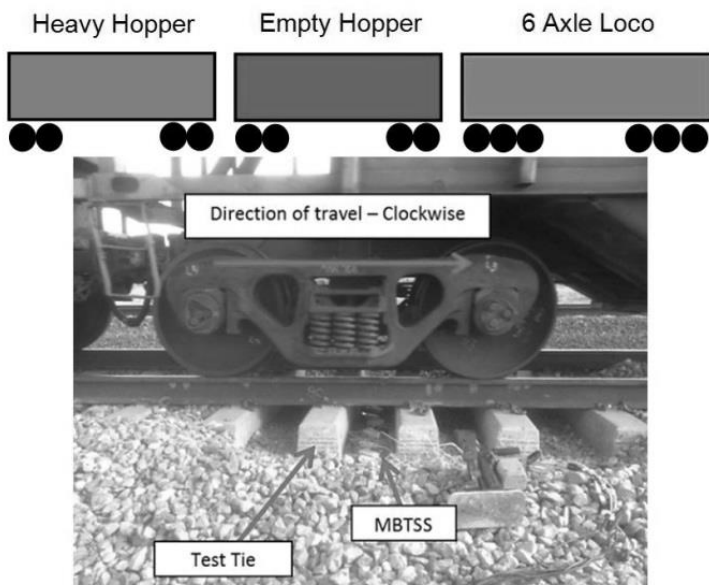 Heavy Hopper
Empty Hopper
6 Axle Loco
Direction of travel – Clockwise
MBTSS
Test Tie